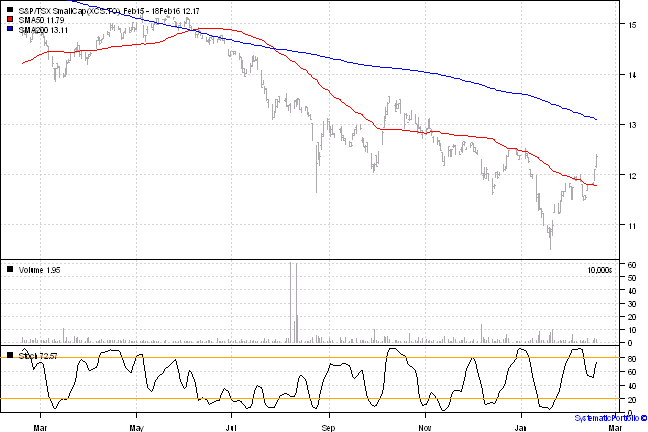 S&P/TSX SmallCap(XCS.TO) Feb15 - 18Feb16 12.17
SMA50 11.79
SMA200 13.11
15
14
13
12
11
Volume 1.95
10,000s
60
50
40
30
20
10
0
Stoch 72.57
80
60
40
20
0
Mar
May
Jul
Sep
Nov
Jan
Mar
SystematicPortfolio ©